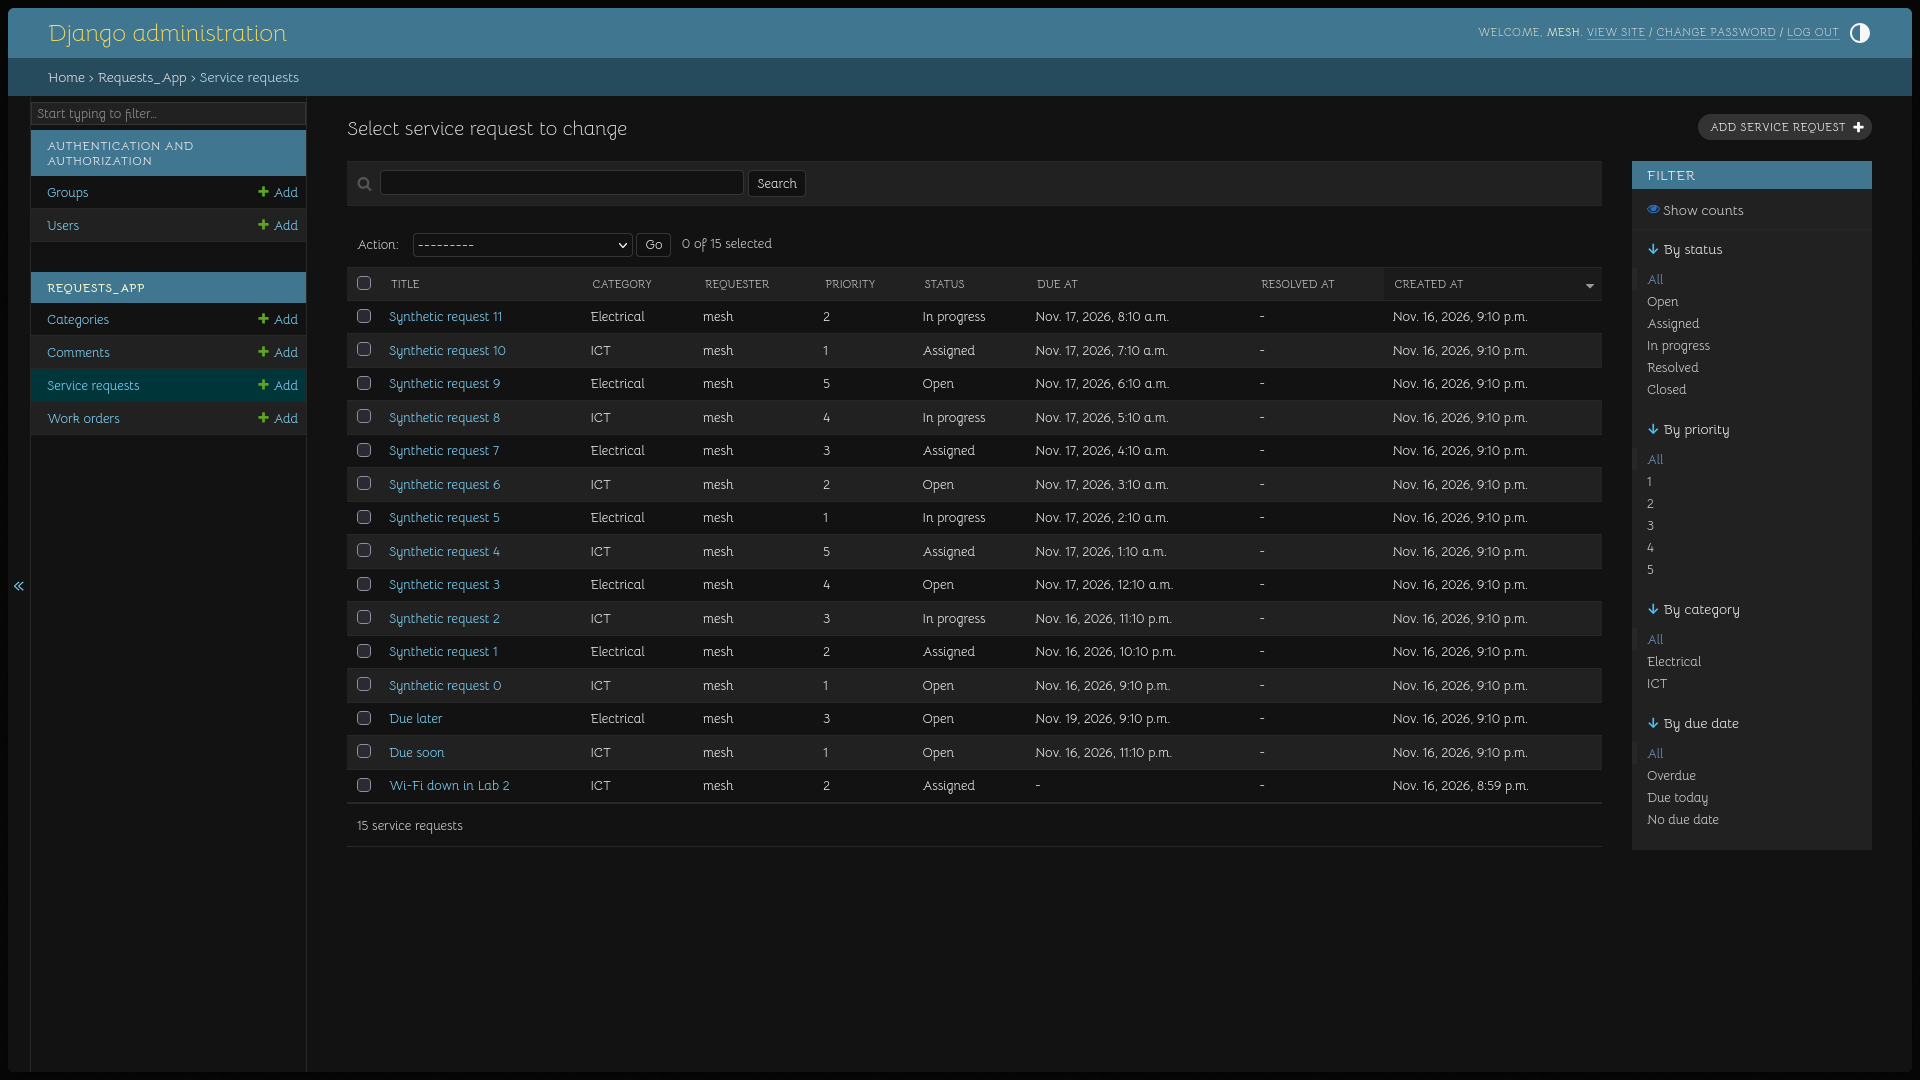 Django administration
WELCOME, MESH. VIEW SITE / CHANGE PASSWORD / LOG OUT
Home › Requests_App › Service requests
Start typing to filter...
AUTHENTICATION AND
AUTHORIZATION
Groups Add
Users Add
REQUESTS_APP
Categories Add
Comments Add
Service requests Add
Work orders Add
«
Select service request to change
ADD SERVICE REQUEST
Search
Action: --------- Go 0 of 15 selected
TITLE CATEGORY REQUESTER PRIORITY STATUS DUE AT RESOLVED AT CREATED AT
Synthetic request 11 Electrical mesh 2 In progress Nov. 17, 2026, 8:10 a.m. - Nov. 16, 2026, 9:10 p.m.
Synthetic request 10 ICT mesh 1 Assigned Nov. 17, 2026, 7:10 a.m. - Nov. 16, 2026, 9:10 p.m.
Synthetic request 9 Electrical mesh 5 Open Nov. 17, 2026, 6:10 a.m. - Nov. 16, 2026, 9:10 p.m.
Synthetic request 8 ICT mesh 4 In progress Nov. 17, 2026, 5:10 a.m. - Nov. 16, 2026, 9:10 p.m.
Synthetic request 7 Electrical mesh 3 Assigned Nov. 17, 2026, 4:10 a.m. - Nov. 16, 2026, 9:10 p.m.
Synthetic request 6 ICT mesh 2 Open Nov. 17, 2026, 3:10 a.m. - Nov. 16, 2026, 9:10 p.m.
Synthetic request 5 Electrical mesh 1 In progress Nov. 17, 2026, 2:10 a.m. - Nov. 16, 2026, 9:10 p.m.
Synthetic request 4 ICT mesh 5 Assigned Nov. 17, 2026, 1:10 a.m. - Nov. 16, 2026, 9:10 p.m.
Synthetic request 3 Electrical mesh 4 Open Nov. 17, 2026, 12:10 a.m. - Nov. 16, 2026, 9:10 p.m.
Synthetic request 2 ICT mesh 3 In progress Nov. 16, 2026, 11:10 p.m. - Nov. 16, 2026, 9:10 p.m.
Synthetic request 1 Electrical mesh 2 Assigned Nov. 16, 2026, 10:10 p.m. - Nov. 16, 2026, 9:10 p.m.
Synthetic request 0 ICT mesh 1 Open Nov. 16, 2026, 9:10 p.m. - Nov. 16, 2026, 9:10 p.m.
Due later Electrical mesh 3 Open Nov. 19, 2026, 9:10 p.m. - Nov. 16, 2026, 9:10 p.m.
Due soon ICT mesh 1 Open Nov. 16, 2026, 11:10 p.m. - Nov. 16, 2026, 9:10 p.m.
Wi-Fi down in Lab 2 ICT mesh 2 Assigned - - Nov. 16, 2026, 8:59 p.m.
15 service requests
FILTER
Show counts
By status
All
Open
Assigned
In progress
Resolved
Closed
By priority
All
1
2
3
4
5
By category
All
Electrical
ICT
By due date
All
Overdue
Due today
No due date